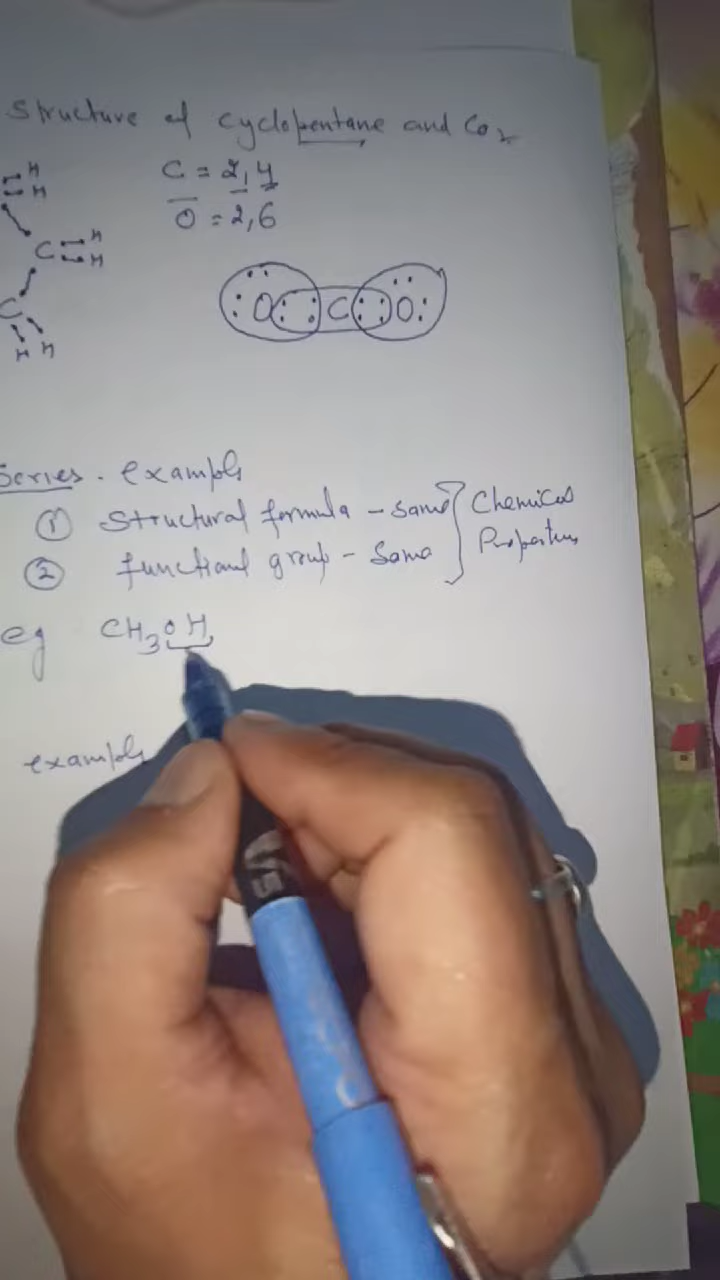 Structure of Cyclopentane and CO2
H
H
C = 2,4
O = 2,6
C H
H
C
H H
O C O
Series. example
① Structural formula - same Chemical
② functional group - Same Properties
eg CH3OH
example
V5